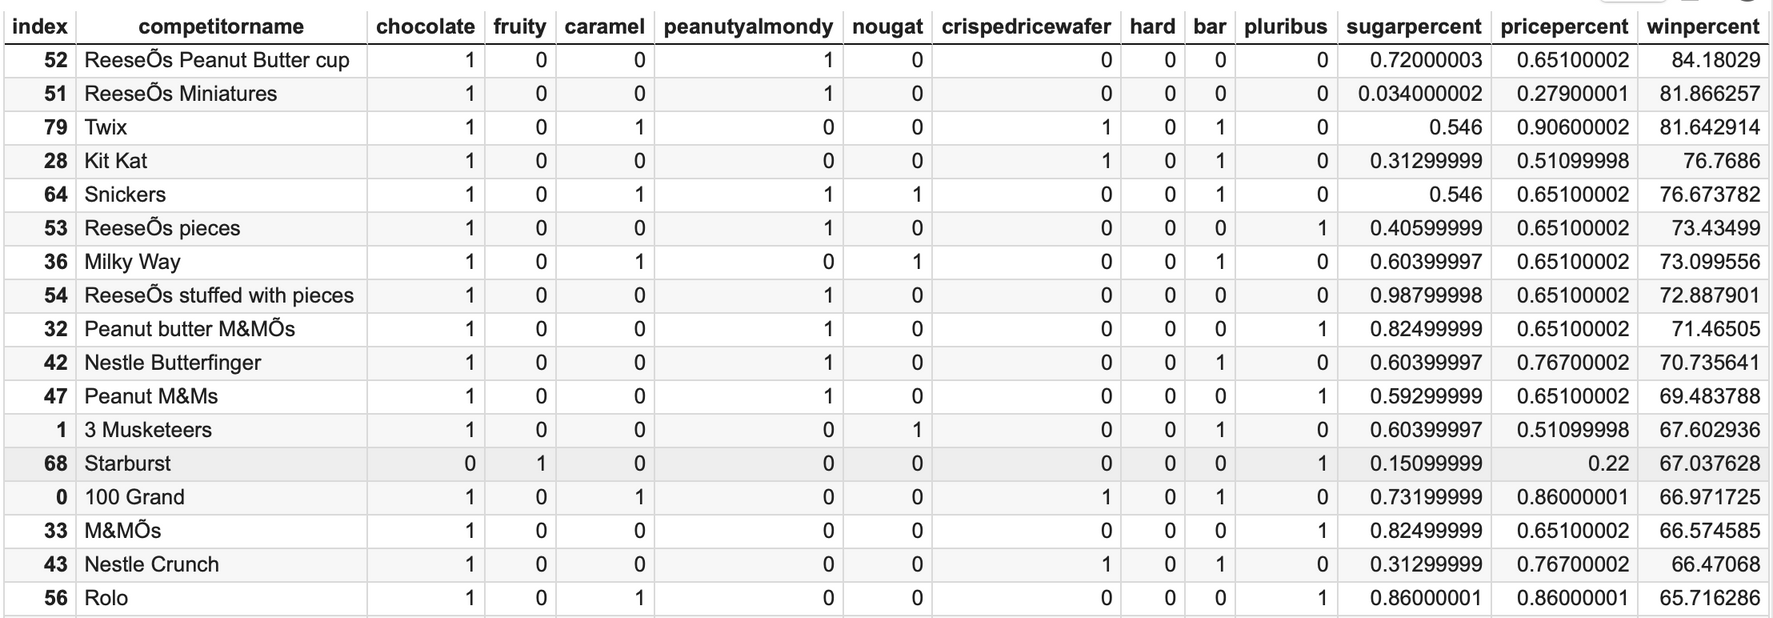 index competitorname chocolate fruity caramel peanutyalmondy nougat crispedricewafer hard bar pluribus sugarpercent pricepercent winpercent
52 ReeseÕs Peanut Butter cup 1 0 0 1 0 0 0 0 0 0.72000003 0.65100002 84.18029
51 ReeseÕs Miniatures 1 0 0 1 0 0 0 0 0 0.034000002 0.27900001 81.866257
79 Twix 1 0 1 0 0 1 0 1 0 0.546 0.90600002 81.642914
28 Kit Kat 1 0 0 0 0 1 0 1 0 0.31299999 0.51099998 76.7686
64 Snickers 1 0 1 1 1 0 0 1 0 0.546 0.65100002 76.673782
53 ReeseÕs pieces 1 0 0 1 0 0 0 0 1 0.40599999 0.65100002 73.43499
36 Milky Way 1 0 1 0 1 0 0 1 0 0.60399997 0.65100002 73.099556
54 ReeseÕs stuffed with pieces 1 0 0 1 0 0 0 0 0 0.98799998 0.65100002 72.887901
32 Peanut butter M&MÕs 1 0 0 1 0 0 0 0 1 0.82499999 0.65100002 71.46505
42 Nestle Butterfinger 1 0 0 1 0 0 0 1 0 0.60399997 0.76700002 70.735641
47 Peanut M&Ms 1 0 0 1 0 0 0 0 1 0.59299999 0.65100002 69.483788
1 3 Musketeers 1 0 0 0 1 0 0 1 0 0.60399997 0.51099998 67.602936
68 Starburst 0 1 0 0 0 0 0 0 1 0.15099999 0.22 67.037628
0 100 Grand 1 0 1 0 0 1 0 1 0 0.73199999 0.86000001 66.971725
33 M&MÕs 1 0 0 0 0 0 0 0 1 0.82499999 0.65100002 66.574585
43 Nestle Crunch 1 0 0 0 0 1 0 1 0 0.31299999 0.76700002 66.47068
56 Rolo 1 0 1 0 0 0 0 0 1 0.86000001 0.86000001 65.716286